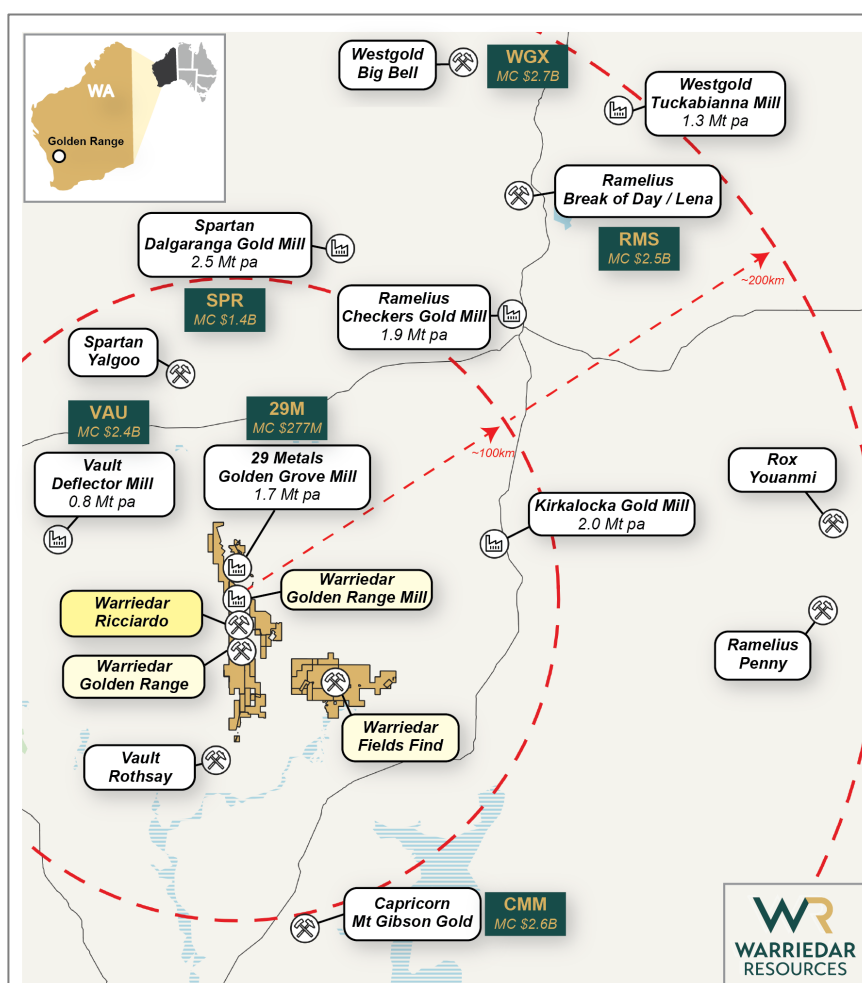 WA
Golden Range
Westgold
Big Bell
WGX
MC $2.7B
Westgold
Tuckabianna Mill
1.3 Mt pa
Ramelius
Break of Day / Lena
Spartan
Dalgaranga Gold Mill
2.5 Mt pa
RMS
MC $2.5B
~200km
SPR
MC $1.4B
Ramelius
Checkers Gold Mill
1.9 Mt pa
Spartan
Yalgoo
VAU
MC $2.4B
29M
MC $277M
~100km
Vault
Deflector Mill
0.8 Mt pa
29 Metals
Golden Grove Mill
1.7 Mt pa
Rox
Youanmi
Kirkalocka Gold Mill
2.0 Mt pa
Warriedar
Golden Range Mill
Warriedar
Ricciardo
Ramelius
Penny
Warriedar
Golden Range
Warriedar
Fields Find
Vault
Rothsay
Capricorn
Mt Gibson Gold
CMM
MC $2.6B
WR
WARRIEDAR
RESOURCES